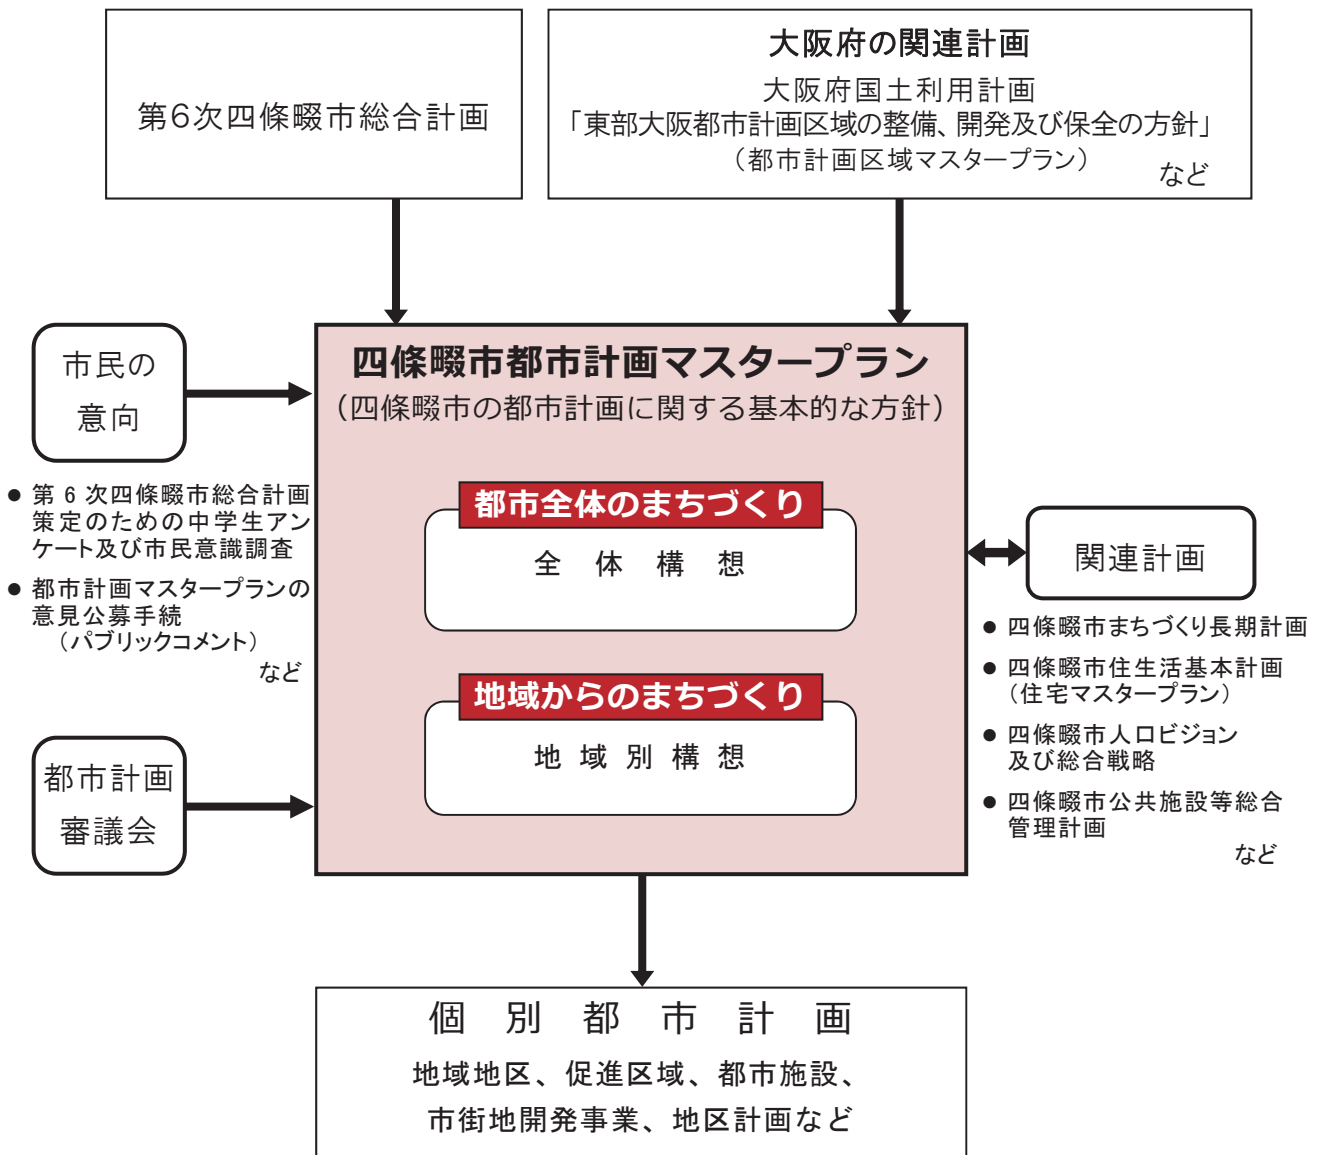 第6次四條畷市総合計画
大阪府の関連計画
大阪府国土利用計画
「東部大阪都市計画区域の整備、開発及び保全の方針」
（都市計画区域マスタープラン）
など
四條畷市都市計画マスタープラン
（四條畷市の都市計画に関する基本的な方針）
市民の
意向
● 第6次四條畷市総合計画
策定のための中学生アン
ケート及び市民意識調査
● 都市計画マスタープランの
意見公募手続
（パブリックコメント）
など
都市計画
審議会
都市全体のまちづくり
全体構想
地域からのまちづくり
地域別構想
関連計画
● 四條畷市まちづくり長期計画
● 四條畷市住生活基本計画
（住宅マスタープラン）
● 四條畷市人口ビジョン
及び総合戦略
● 四條畷市公共施設等総合
管理計画
など
個別都市計画
地域地区、促進区域、都市施設、
市街地開発事業、地区計画など